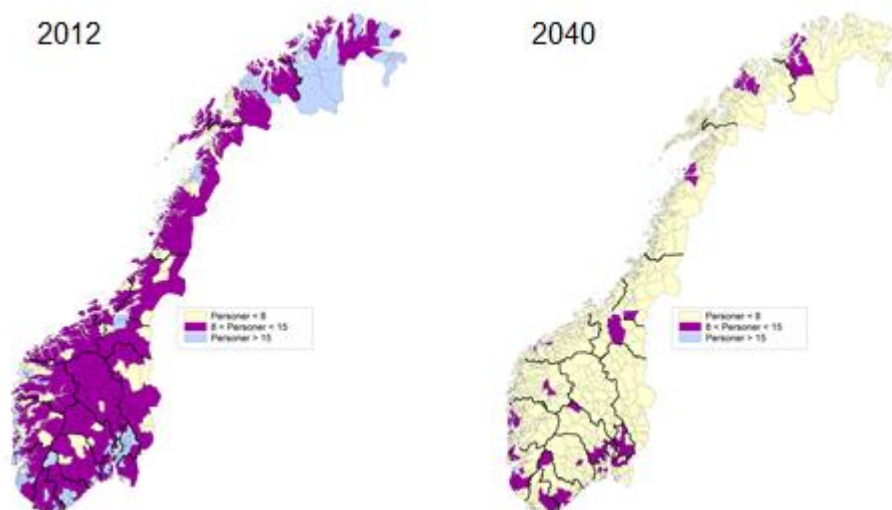 2012
2040
Personer < 8
8 < Personer < 15
Personer > 15
Personer < 8
8 < Personer < 15
Personer > 15